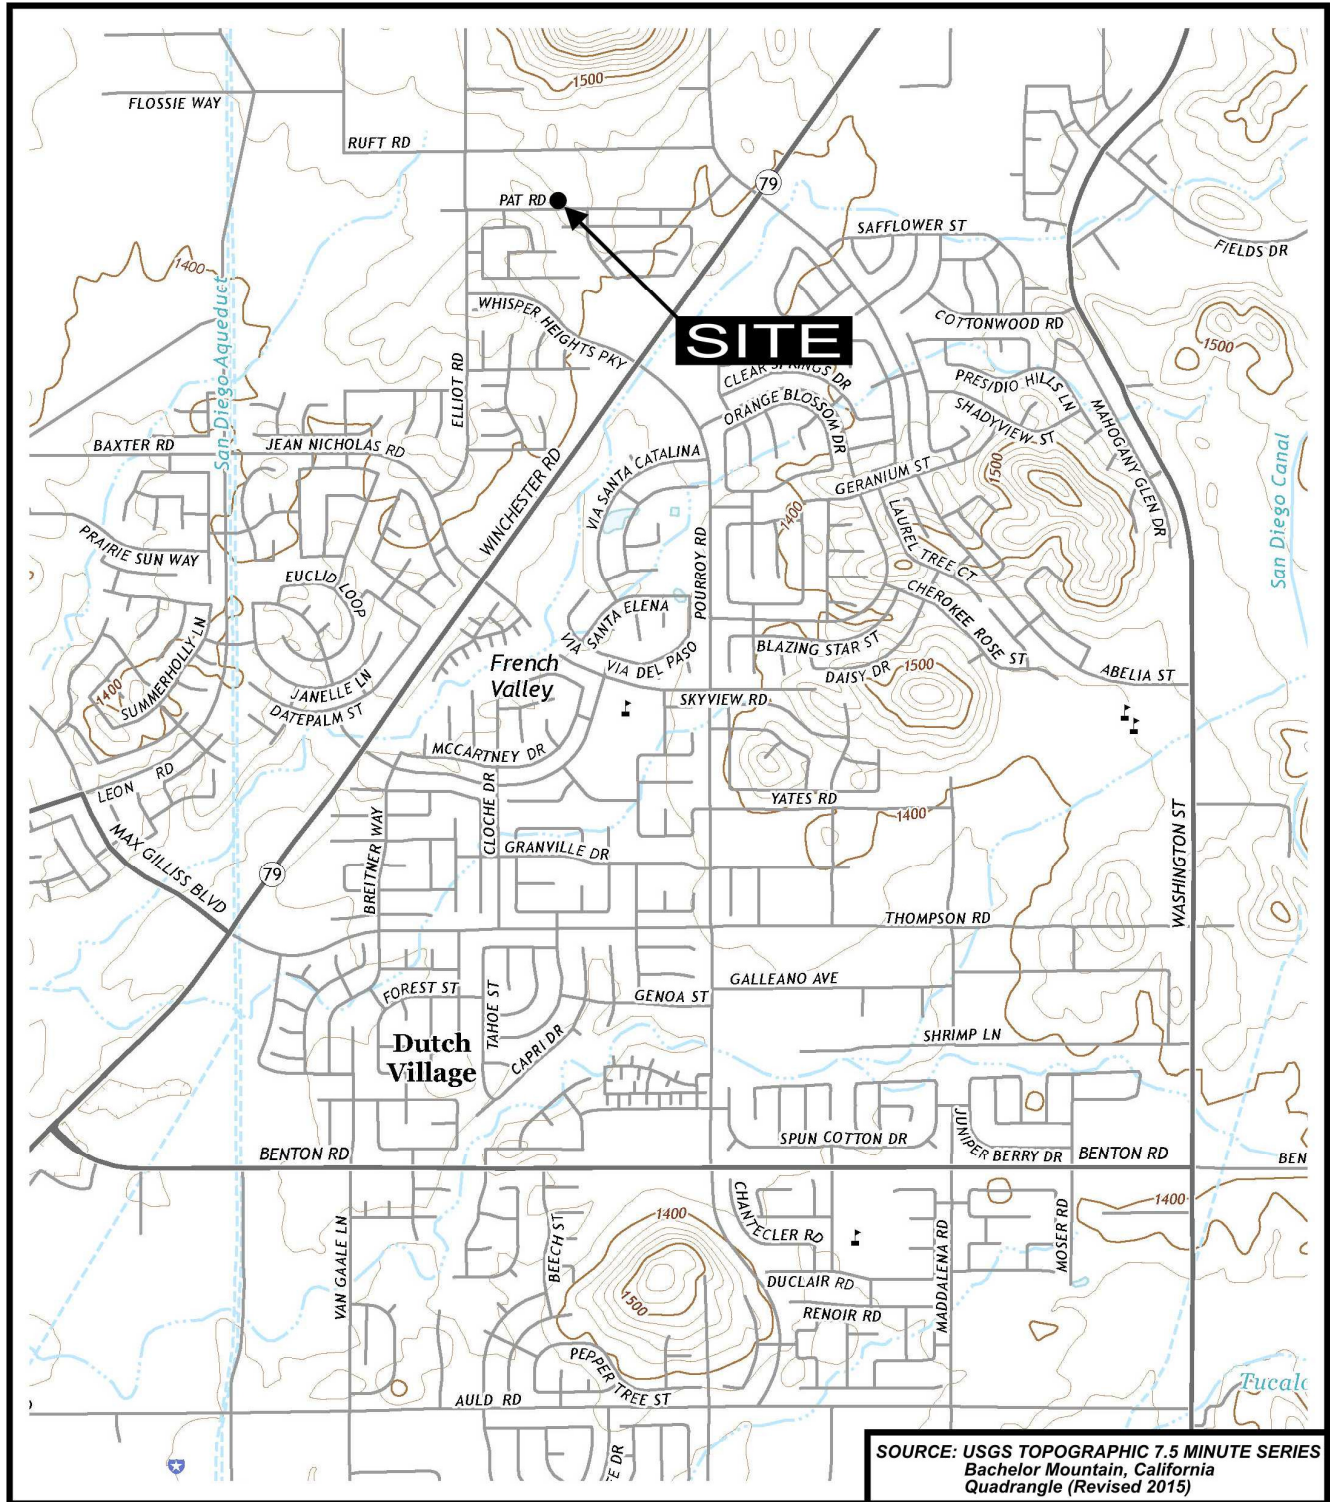 1500
FLOSSIE WAY
RUFT RD
79
PAT RD
SAFFLOWER ST
FIELDS DR
1400
San-Diego-Aqueduct
WHISPER HEIGHTS PKY
SITE
COTTONWOOD RD
1500
CLEAR SPRINGS DR
PRESIDIO HILLS LN
ELLIOT RD
ORANGE BLOSSOM DR
SHADYVIEW ST
MAHOGANY GLEN DR
BAXTER RD
JEAN NICHOLAS RD
WINCHESTER RD
VIA SANTA CATALINA
GERANIUM ST
1500
San Diego Canal
1400
PRAIRIE SUN WAY
LAUREL TREE CT
EUCLID LOOP
POURROY RD
CHEROKEE ROSE ST
VIA SANTA ELENA
BLAZING STAR ST
SUMMERHOLLY LN
French
Valley
VIA DEL PASO
DAISY DR
1500
ABELIA ST
1400
JANELLE LN
DATEPALM ST
SKYVIEW RD
MCCARTNEY DR
LEON RD
CLOCHE DR
YATES RD
1400
MAX GILLISS BLVD
BREITNER WAY
GRANVILLE DR
WASHINGTON ST
79
THOMPSON RD
FOREST ST
TAHOE ST
GENOA ST
GALLEANO AVE
Dutch
Village
CAPRI DR
SHRIMP LN
SPUN COTTON DR
JUNIPER BERRY DR
BENTON RD
BENTON RD
BEN
CHANTECLER RD
1400
1400
VAN GAALE LN
BEECH ST
MADDALENA RD
MOSER RD
1500
DUCLAIR RD
RENOIR RD
PEPPER TREE ST
AULD RD
Tucalo
FE DR
SOURCE: USGS TOPOGRAPHIC 7.5 MINUTE SERIES
Bachelor Mountain, California
Quadrangle (Revised 2015)